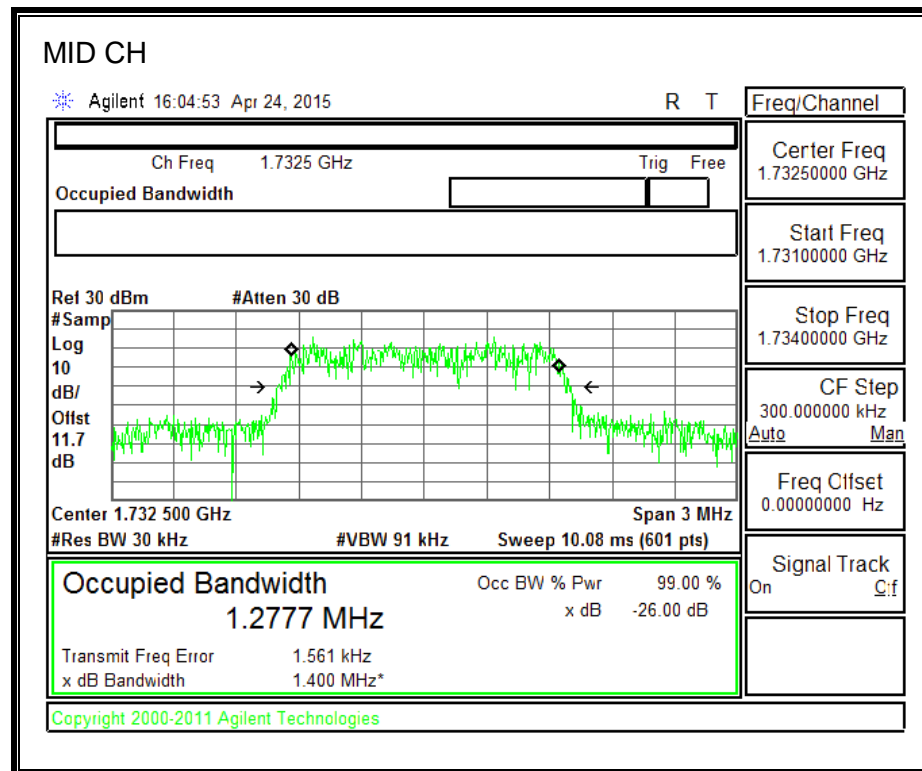 MID CH
Agilent 16:04:53 Apr 24, 2015 R T
Freq/Channel
Ch Freq 1.7325 GHz Trig Free
Occupied Bandwidth
Center Freq
1.73250000 GHz
Start Freq
1.73100000 GHz
Stop Freq
1.73400000 GHz
CF Step
300.000000 kHz
Auto Man
Freq Offset
0.00000000 Hz
Signal Track
On Off
Ref 30 dBm #Atten 30 dB
#Samp
Log
10
dB/
Offst
11.7
dB
Center 1.732 500 GHz Span 3 MHz
#Res BW 30 kHz #VBW 91 kHz Sweep 10.08 ms (601 pts)
Occupied Bandwidth Occ BW % Pwr 99.00 %
1.2777 MHz x dB -26.00 dB
Transmit Freq Error 1.561 kHz
x dB Bandwidth 1.400 MHz*
Copyright 2000-2011 Agilent Technologies